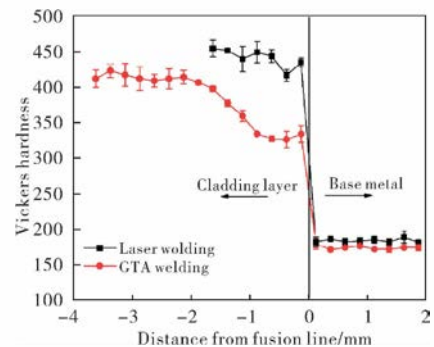 500
450
400
350
300
250
200
150
100
Vickers hardness
Cladding layer
Base metal
Laser wolding
GTA welding
−4 −3 −2 −1 0 1 2
Distance from fusion line/mm